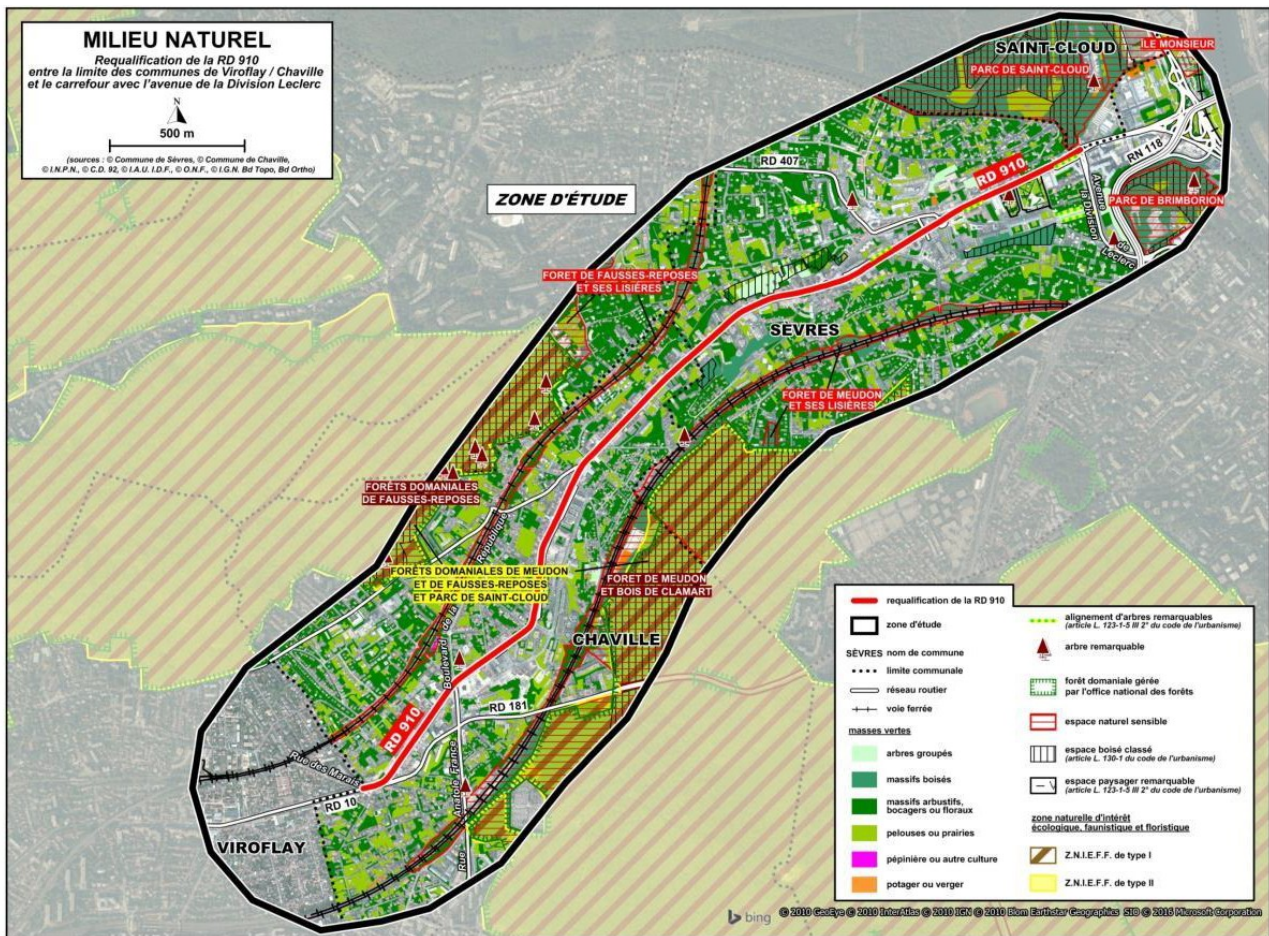 MILIEU NATUREL
Requalification de la RD 910
entre la limite des communes de Viroflay / Chaville
et le carrefour avec l'avenue de la Division Leclerc
N
500 m
(sources : © Commune de Sèvres, © Commune de Chaville,
© I.N.P.N., © C.D. 92, © I.A.U. I.D.F., © O.N.F., © I.G.N. Bd Topo, Bd Ortho)
SAINT-CLOUD
ILE MONSIEUR
PARC DE SAINT-CLOUD
RN 118
RD 407
RD 910
ZONE D'ÉTUDE
Avenue
de
la Division
Leclerc
PARC DE BRIMBORION
FORET DE FAUSSES-REPOSES
ET SES LISIÈRES
SÈVRES
FORET DE MEUDON
ET SES LISIÈRES
FORÊTS DOMANIALES
DE FAUSSES-REPOSES
Boulevard de la République
FORÊTS DOMANIALES DE MEUDON
ET DE FAUSSES-REPOSES
ET PARC DE SAINT-CLOUD
FORET DE MEUDON
ET BOIS DE CLAMART
CHAVILLE
RD 181
RD 910
Rue des Marais
Rue Anatole France
RD 10
VIROFLAY
requalification de la RD 910
zone d'étude
SÈVRES nom de commune
limite communale
réseau routier
voie ferrée
masses vertes
arbres groupés
massifs boisés
massifs arbustifs,
bocagers ou floraux
pelouses ou prairies
pépinière ou autre culture
potager ou verger
alignement d'arbres remarquables
(article L. 123-1-5 III 2° du code de l'urbanisme)
arbre remarquable
forêt domaniale gérée
par l'office national des forêts
espace naturel sensible
espace boisé classé
(article L. 130-1 du code de l'urbanisme)
espace paysager remarquable
(article L. 123-1-5 III 2° du code de l'urbanisme)
zone naturelle d'intérêt
écologique, faunistique et floristique
Z.N.I.E.F.F. de type I
Z.N.I.E.F.F. de type II
bing
© 2010 GeoEye © 2010 InterAtlas © 2010 IGN © 2010 Blom Earthstar Geographics SIO © 2016 Microsoft Corporation